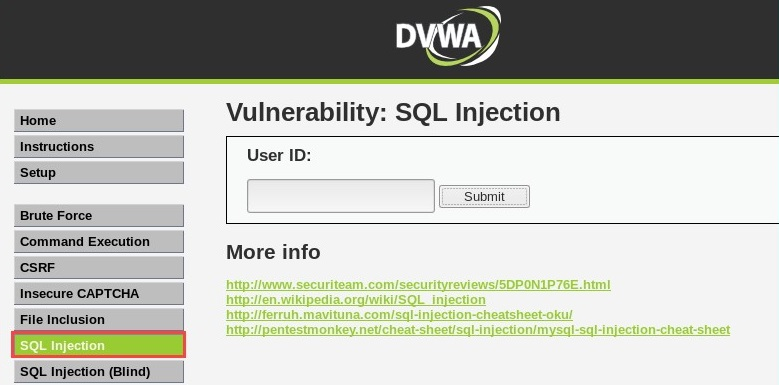 DVWA
Home
Instructions
Setup
Brute Force
Command Execution
CSRF
Insecure CAPTCHA
File Inclusion
SQL Injection
SQL Injection (Blind)
Vulnerability: SQL Injection
User ID:
Submit
More info
http://www.securiteam.com/securityreviews/5DP0N1P76E.html
http://en.wikipedia.org/wiki/SQL_injection
http://ferruh.mavituna.com/sql-injection-cheatsheet-oku/
http://pentestmonkey.net/cheat-sheet/sql-injection/mysql-sql-injection-cheat-sheet